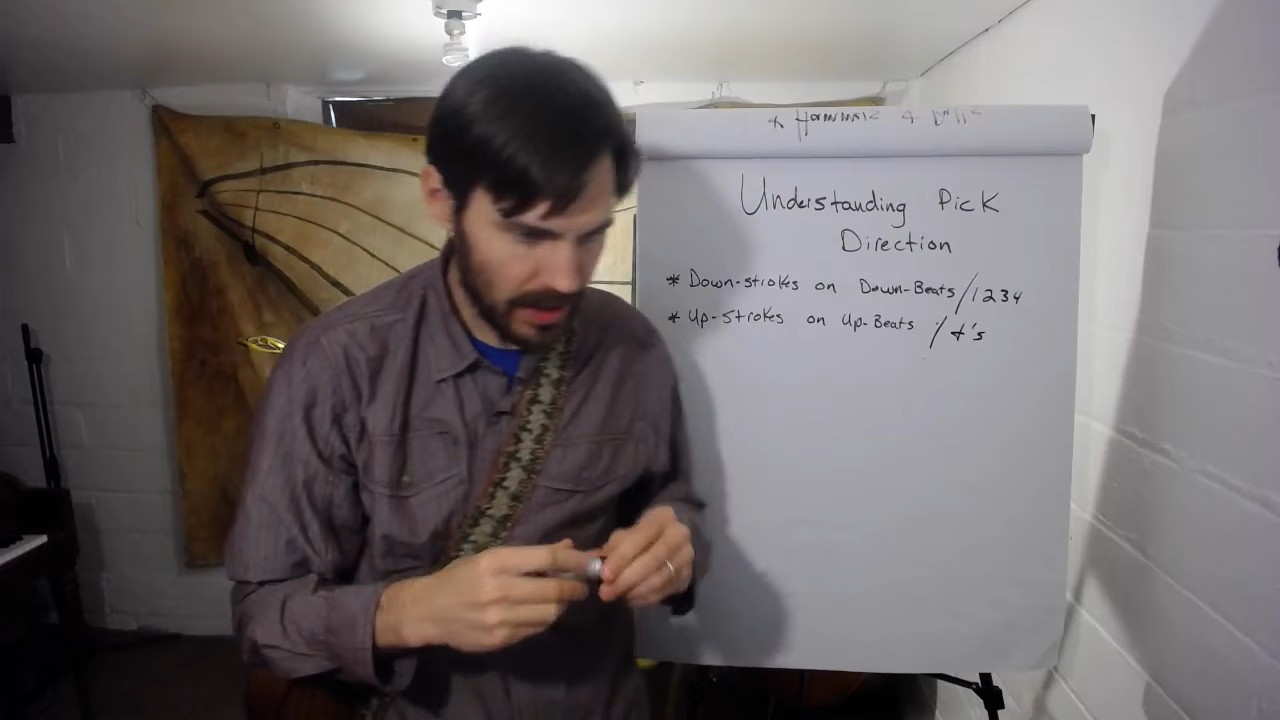 Understanding Pick
Direction
* Down-strokes on Down-Beats / 1 2 3 4
* Up-Strokes on Up-Beats / +'s